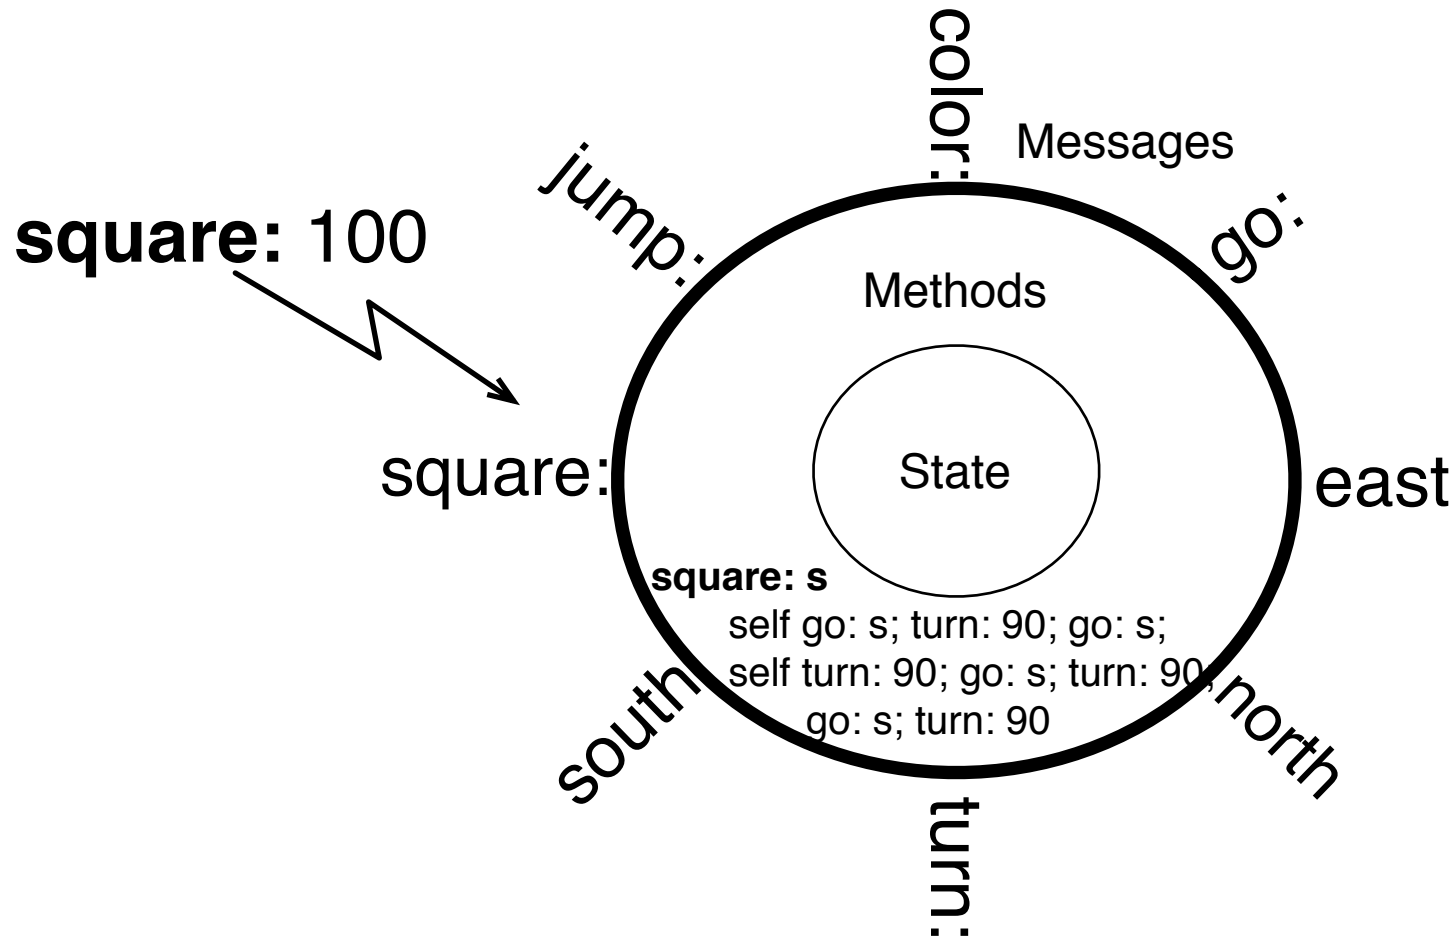 color:
Messages
jump:
go:
square: 100
Methods
square:
State
east
square: s
self go: s; turn: 90; go: s;
self turn: 90; go: s; turn: 90;
go: s; turn: 90
south
north
turn: